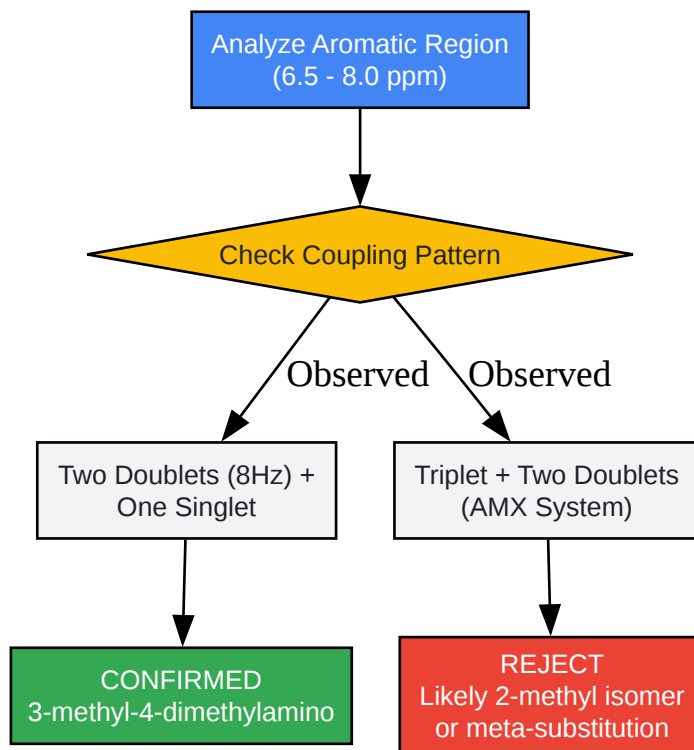 Analyze Aromatic Region
(6.5 - 8.0 ppm)
Check Coupling Pattern
Observed
Observed
Two Doublets (8Hz) +
One Singlet
Triplet + Two Doublets
(AMX System)
CONFIRMED
3-methyl-4-dimethylamino
REJECT
Likely 2-methyl isomer
or meta-substitution